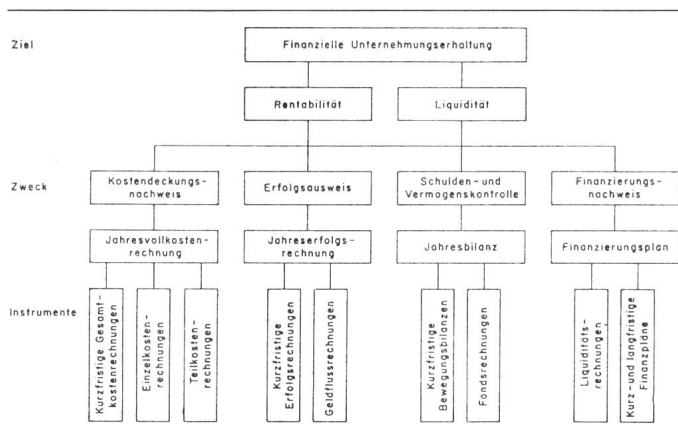 Ziel
Finanzielle Unternehmungserhaltung
Rentabilität
Liquidität
Zweck
Kostendeckungs-
nachweis
Erfolgsausweis
Schulden- und
Vermögenskontrolle
Finanzierungs-
nachweis
Jahresvollkosten-
rechnung
Jahreserfolgs-
rechnung
Jahresbilanz
Finanzierungsplan
Instrumente
Kurzfristige Gesamt-
kostenrechnungen
Einzelkosten-
rechnungen
Teilkosten-
rechnungen
Kurzfristige
Erfolgsrechnungen
Geldflussrechnungen
Kurzfristige
Bewegungsbilanzen
Fondsrechnungen
Liquiditäts-
rechnungen
Kurz- und langfristige
Finanzpläne